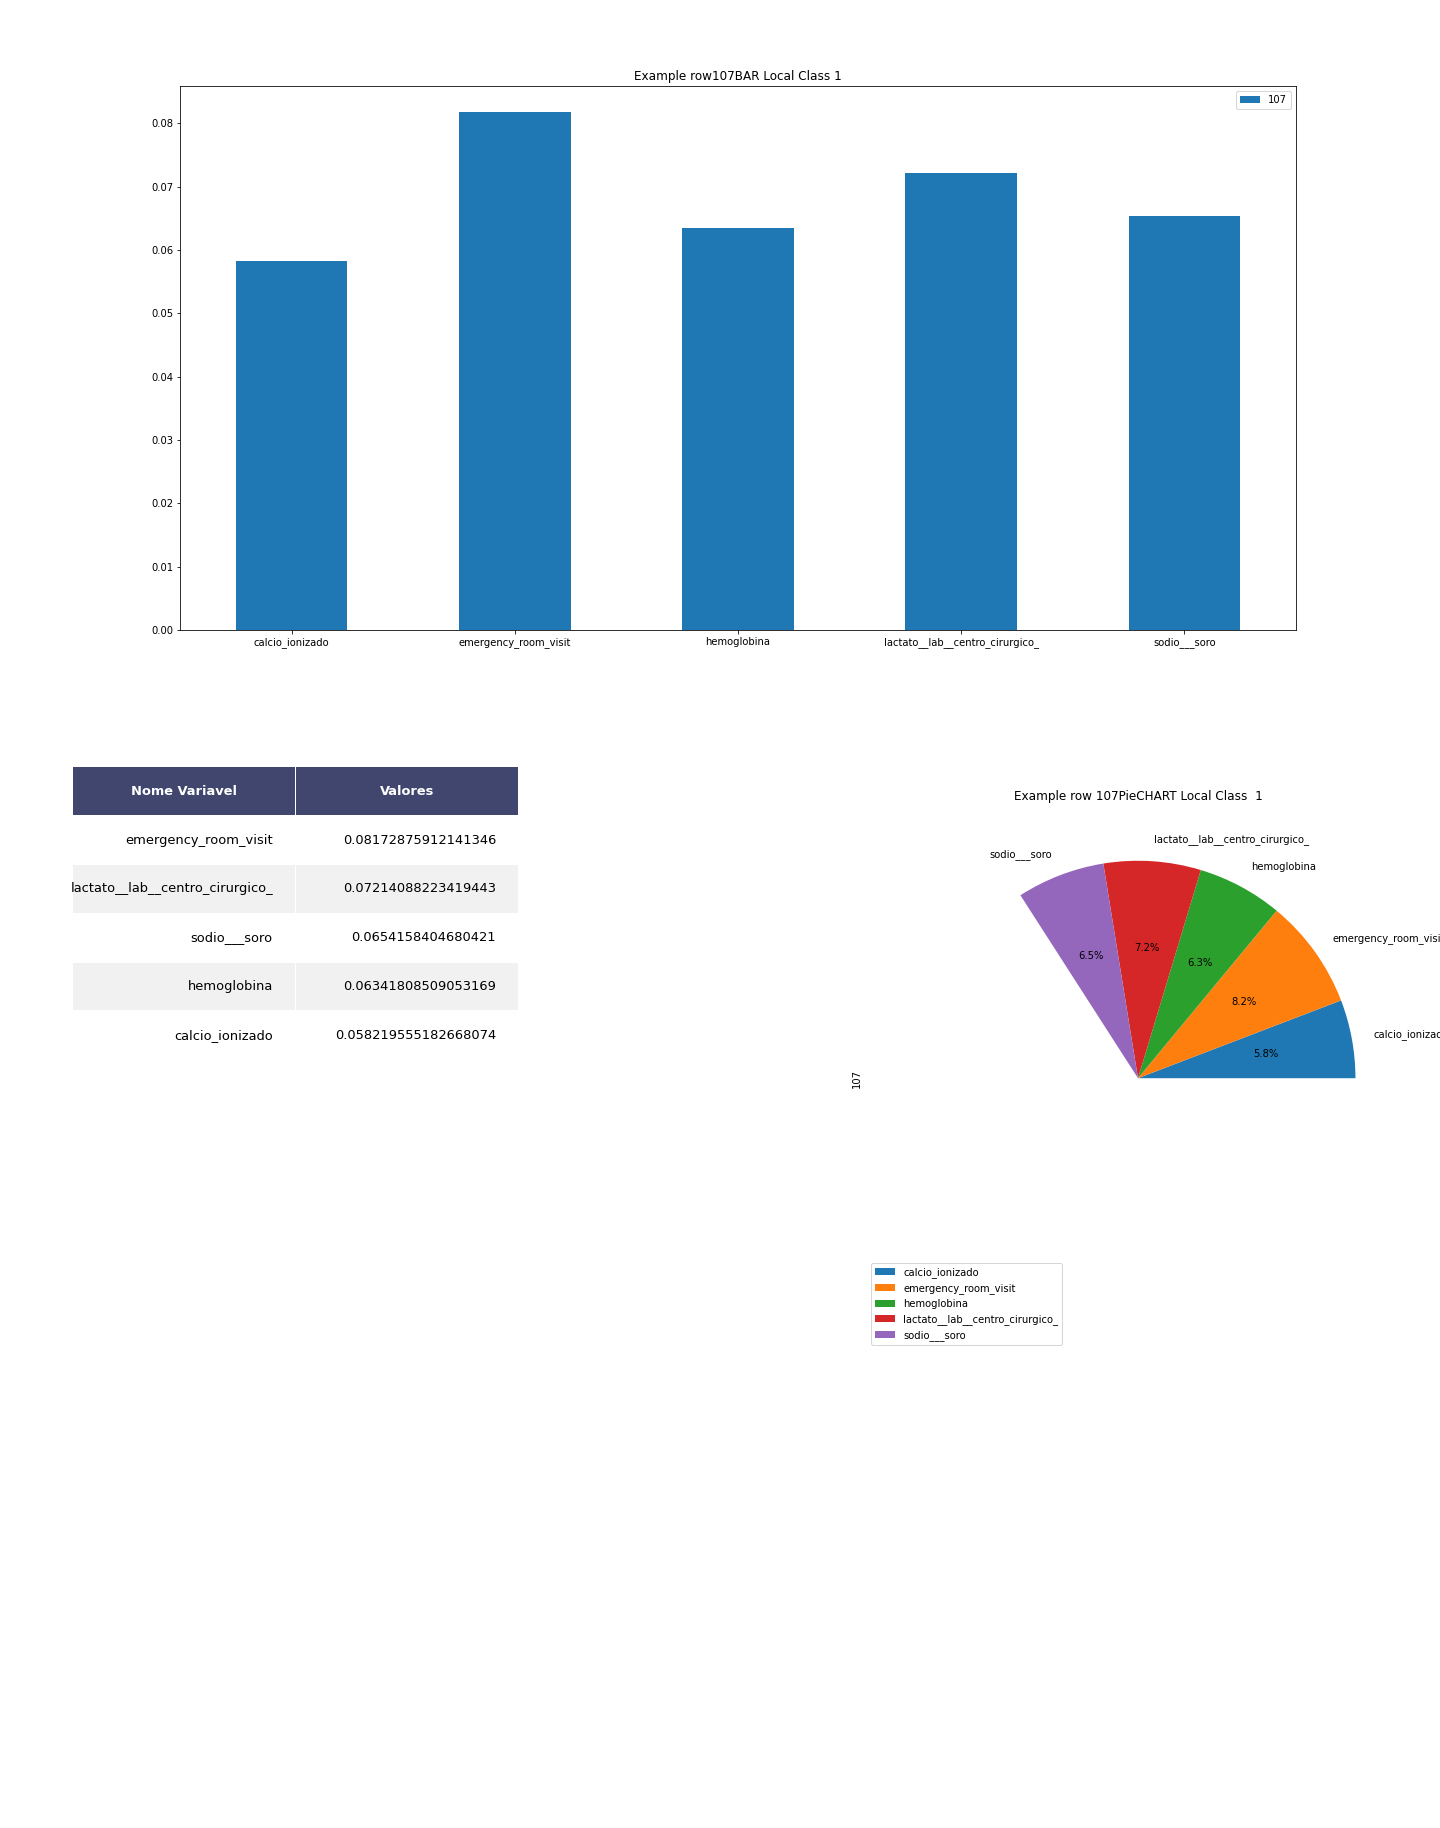 Example row107BAR Local Class 1
107
0.08
0.07
0.06
0.05
0.04
0.03
0.02
0.01
0.00
calcio_ionizado emergency_room_visit hemoglobina lactato__lab__centro_cirurgico_ sodio___soro
Nome Variavel Valores
emergency_room_visit 0.08172875912141346
lactato__lab__centro_cirurgico_ 0.07214088223419443
sodio___soro 0.0654158404680421
hemoglobina 0.06341808509053169
calcio_ionizado 0.058219555182668074
Example row 107PieCHART Local Class  1
lactato__lab__centro_cirurgico_
sodio___soro
hemoglobina
emergency_room_visi
7.2%
6.5%
6.3%
8.2%
calcio_ionizad
5.8%
107
calcio_ionizado
emergency_room_visit
hemoglobina
lactato__lab__centro_cirurgico_
sodio___soro